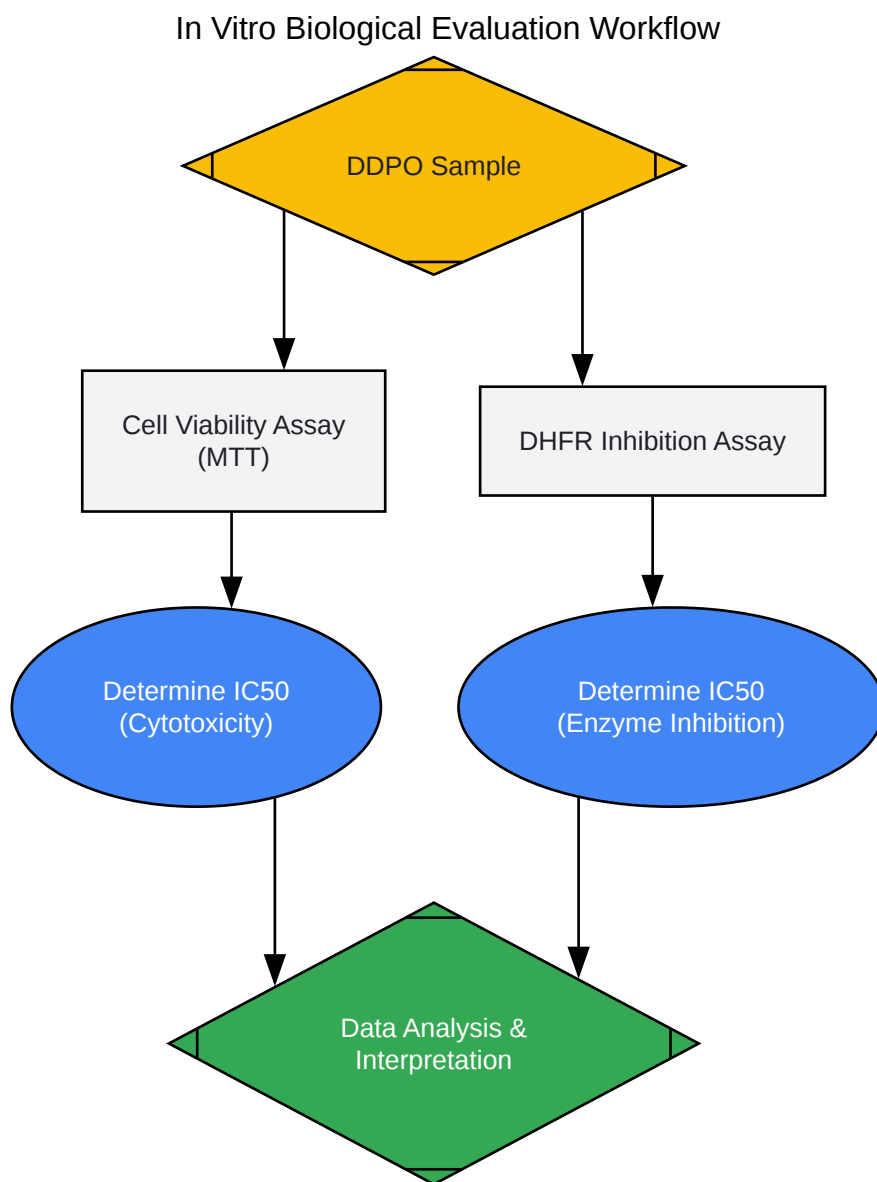 In Vitro Biological Evaluation Workflow
DDPO Sample
Cell Viability Assay
(MTT)
DHFR Inhibition Assay
Determine IC50
(Cytotoxicity)
Determine IC50
(Enzyme Inhibition)
Data Analysis &
Interpretation